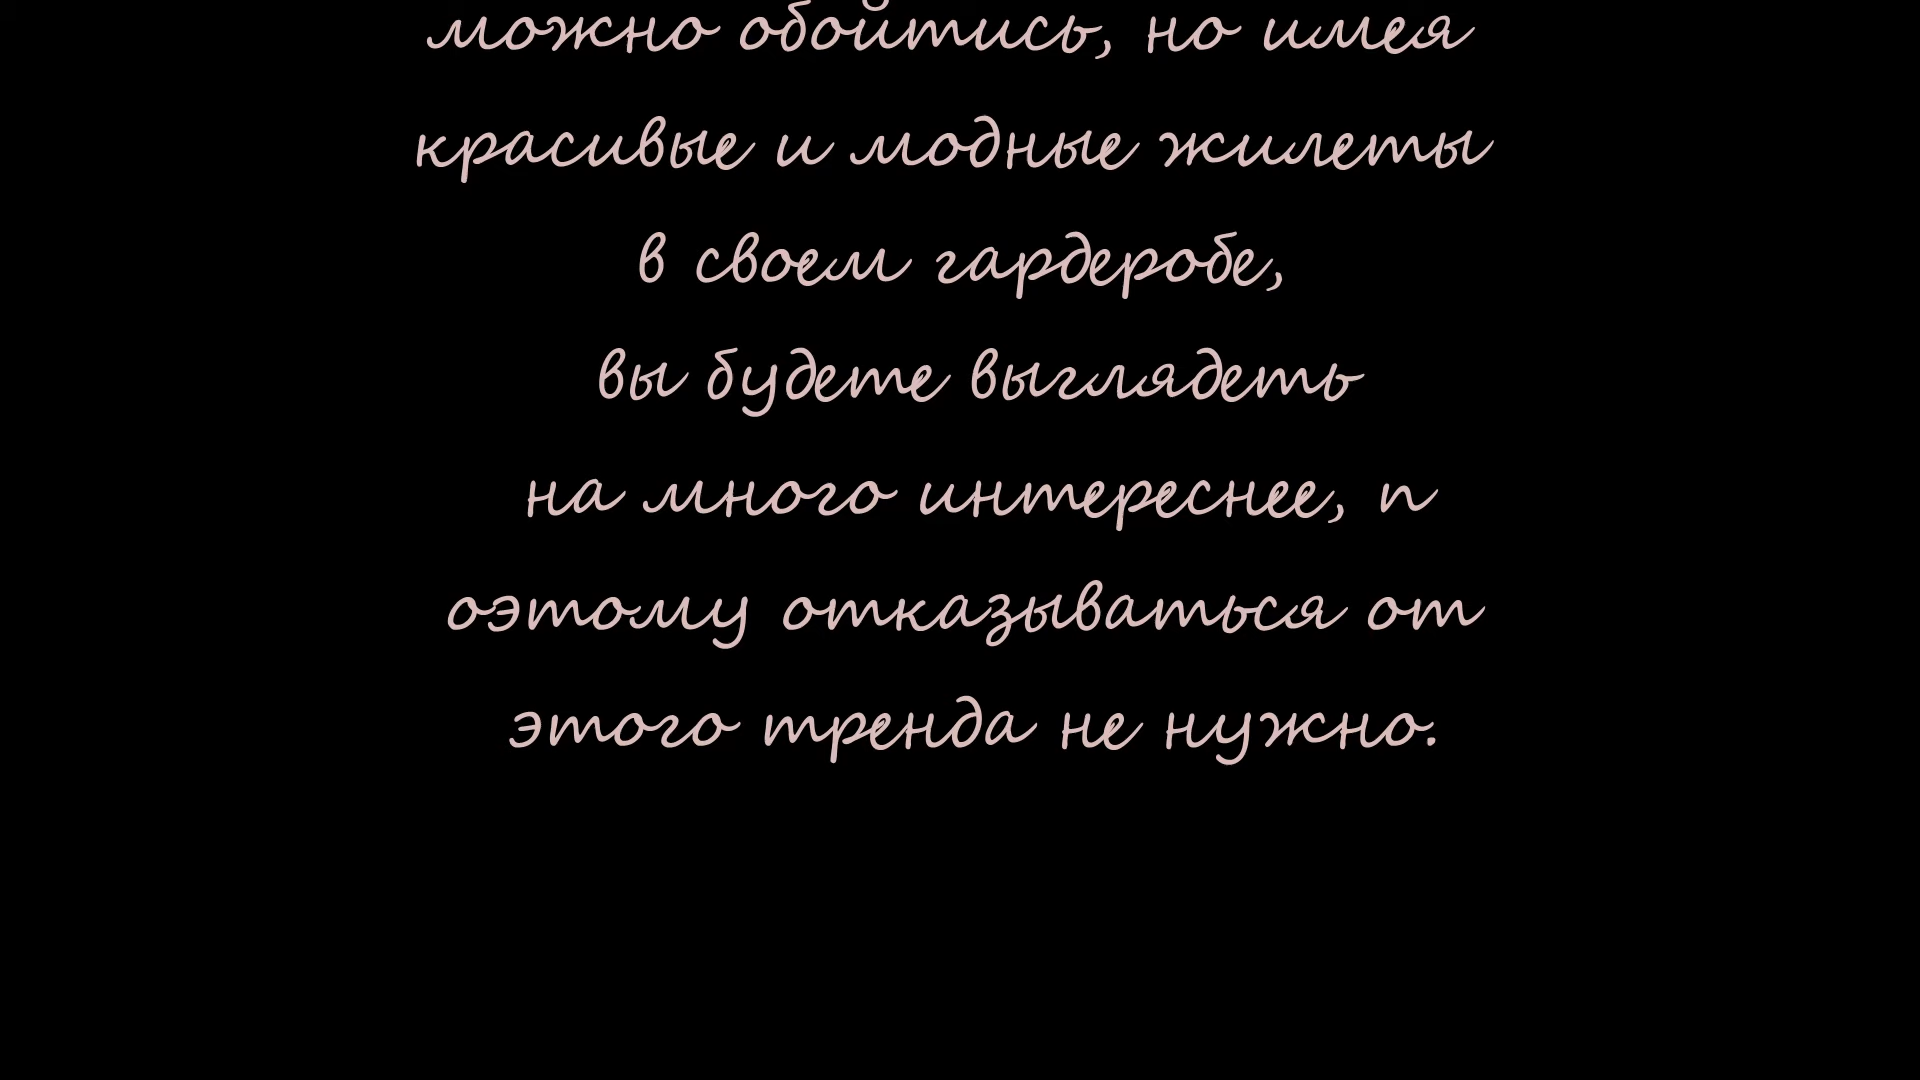 можно обойтись, но имея
красивые и модные жилеты
в своем гардеробе,
вы будете выглядеть
на много интереснее, п
оэтому отказываться от
этого тренда не нужно.